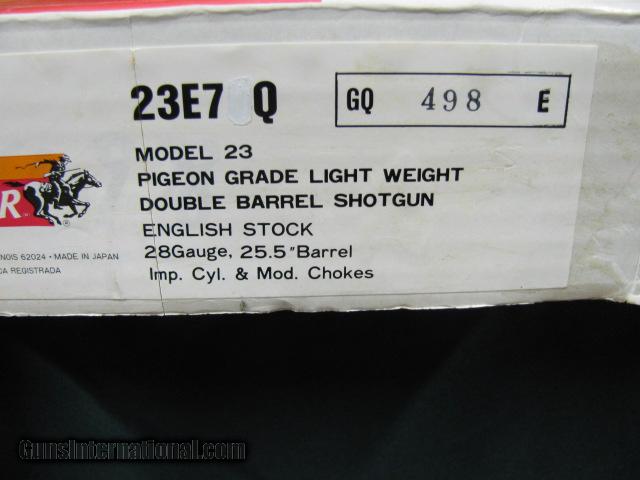 23E7 Q
GQ 498 E
MODEL 23
PIGEON GRADE LIGHT WEIGHT
DOUBLE BARREL SHOTGUN
ENGLISH STOCK
28Gauge, 25.5"Barrel
Imp. Cyl. & Mod. Chokes
R ®
NOIS 62024 • MADE IN JAPAN
CA REGISTRADA
GunsInternational.com